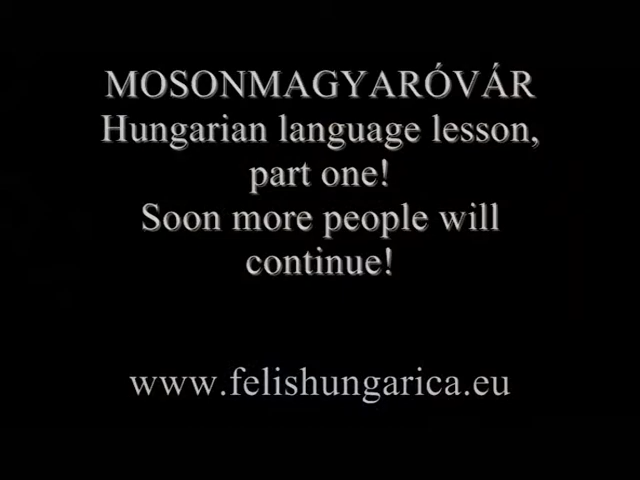 MOSONMAGYARÓVÁR
Hungarian language lesson,
part one!
Soon more people will
continue!
www.felishungarica.eu